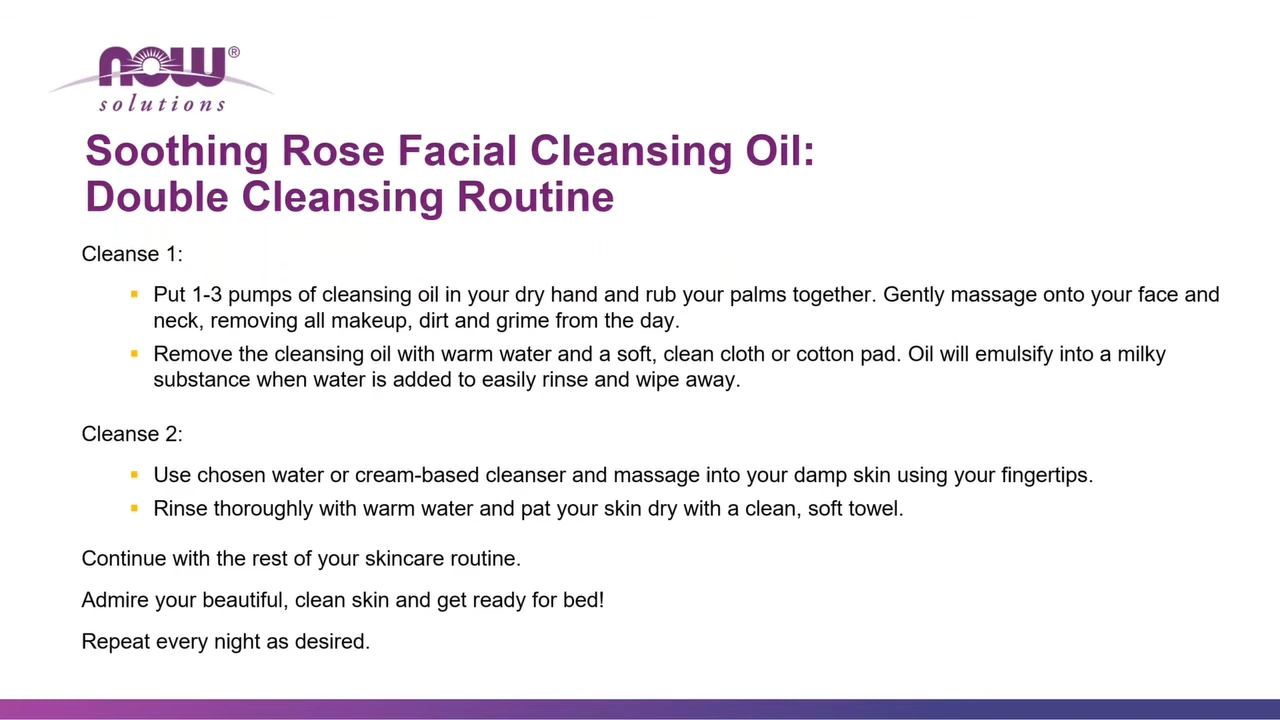 now®
solutions
Soothing Rose Facial Cleansing Oil:
Double Cleansing Routine
Cleanse 1:
▪ Put 1-3 pumps of cleansing oil in your dry hand and rub your palms together. Gently massage onto your face and
neck, removing all makeup, dirt and grime from the day.
▪ Remove the cleansing oil with warm water and a soft, clean cloth or cotton pad. Oil will emulsify into a milky
substance when water is added to easily rinse and wipe away.
Cleanse 2:
▪ Use chosen water or cream-based cleanser and massage into your damp skin using your fingertips.
▪ Rinse thoroughly with warm water and pat your skin dry with a clean, soft towel.
Continue with the rest of your skincare routine.
Admire your beautiful, clean skin and get ready for bed!
Repeat every night as desired.